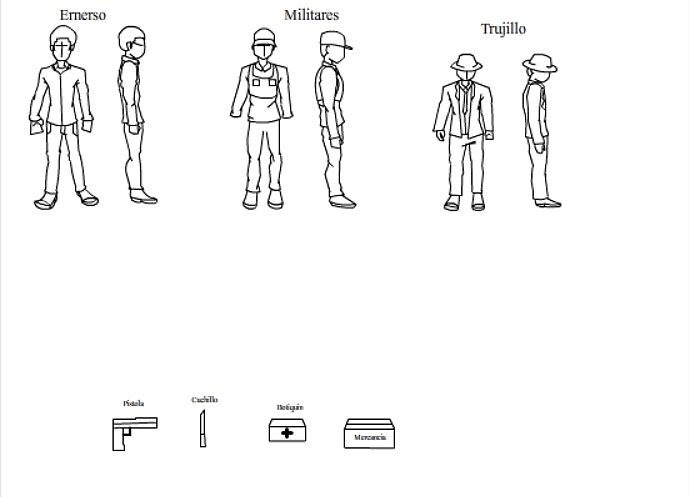 Ernerso
Militares
Trujillo
Pistola
Cuchillo
Botiquin
Mercancia